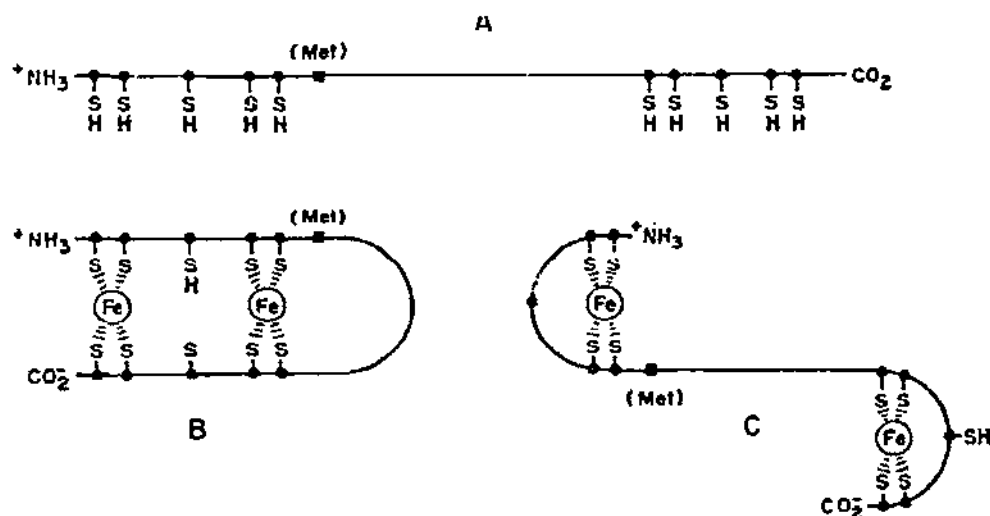 A
(Met)
⁺NH₃ CO₂
S S S S S S S S S S
H H H H H H H H H H
(Met)
⁺NH₃ ⁺NH₃
S S S S S S S
H
Fe Fe Fe
S S S S S S S
CO₂⁻
(Met)
B C
S S
Fe SH
S S
CO₂⁻